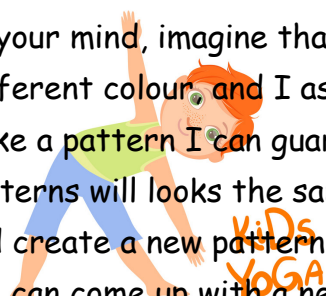 your mind, imagine tha
ferent colour, and I as
ke a pattern I can guar
terns will looks the sa
create a new pattern
can come up with a ne
KiDs
YOGA